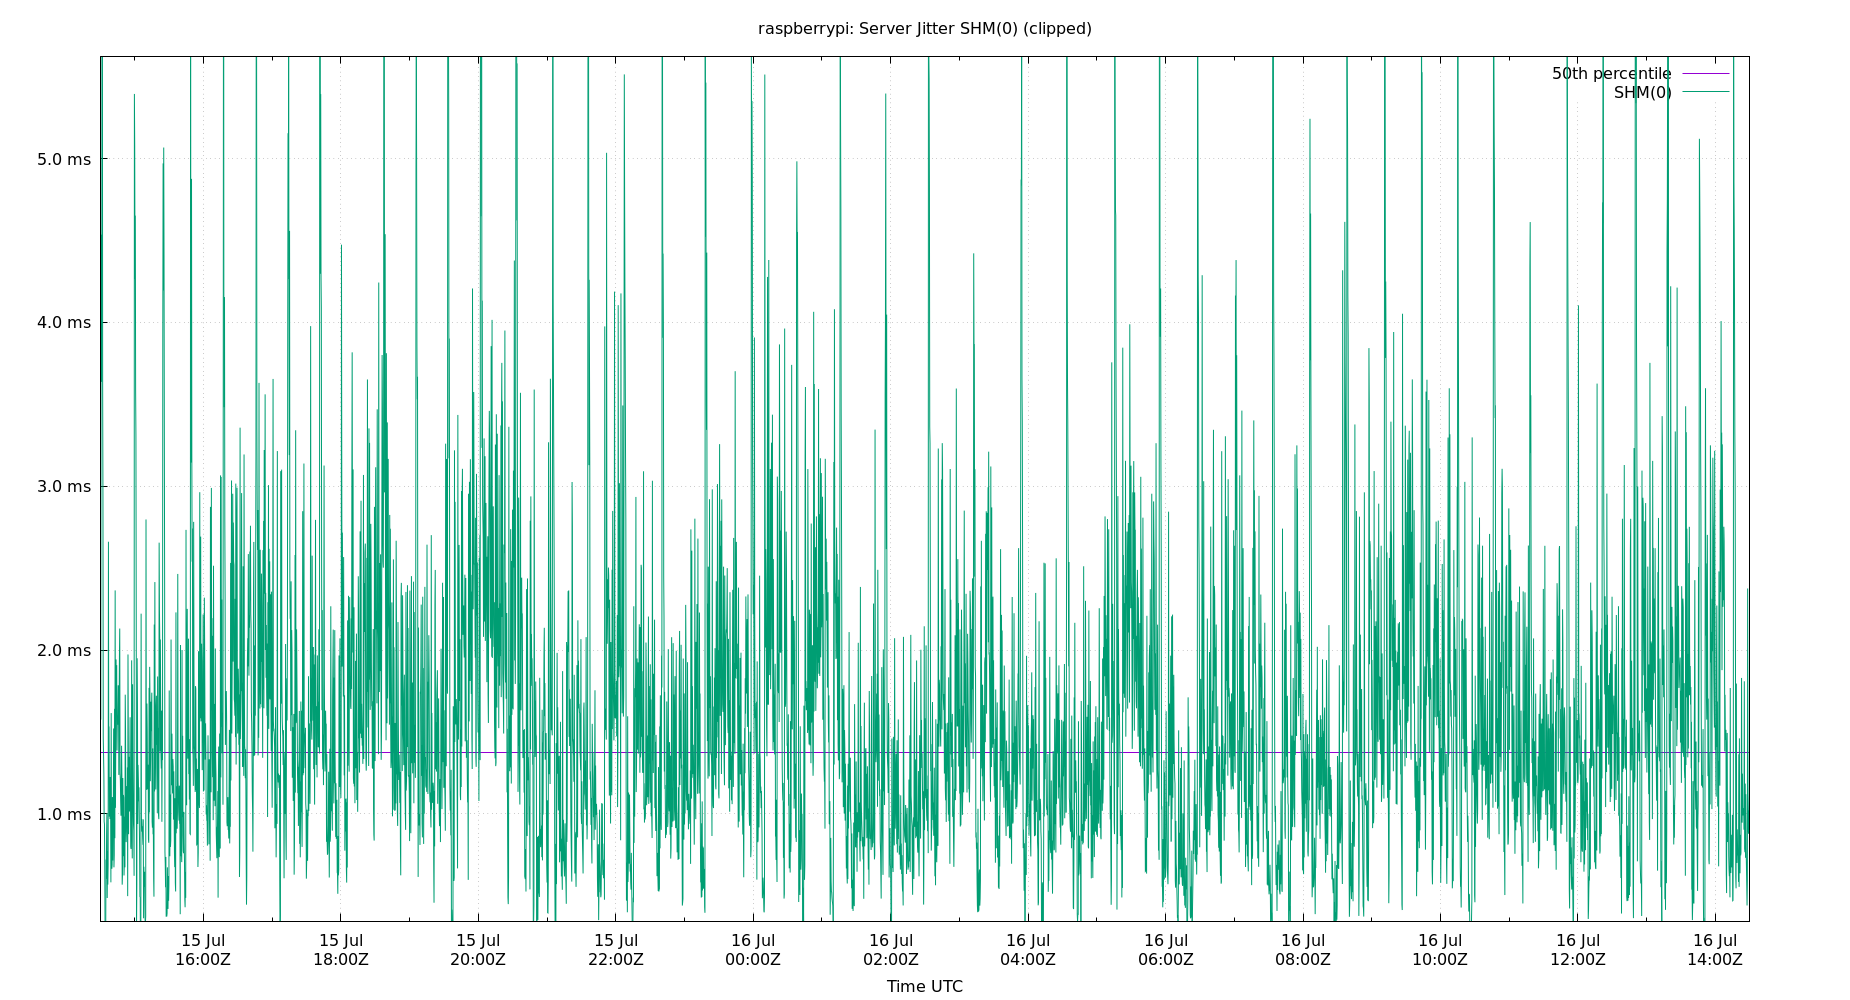 raspberrypi: Server Jitter SHM(0) (clipped)
50th percentile
SHM(0)
5.0 ms
4.0 ms
3.0 ms
2.0 ms
1.0 ms
15 Jul 15 Jul 15 Jul 15 Jul 16 Jul 16 Jul 16 Jul 16 Jul 16 Jul 16 Jul 16 Jul 16 Jul
16:00Z 18:00Z 20:00Z 22:00Z 00:00Z 02:00Z 04:00Z 06:00Z 08:00Z 10:00Z 12:00Z 14:00Z
Time UTC